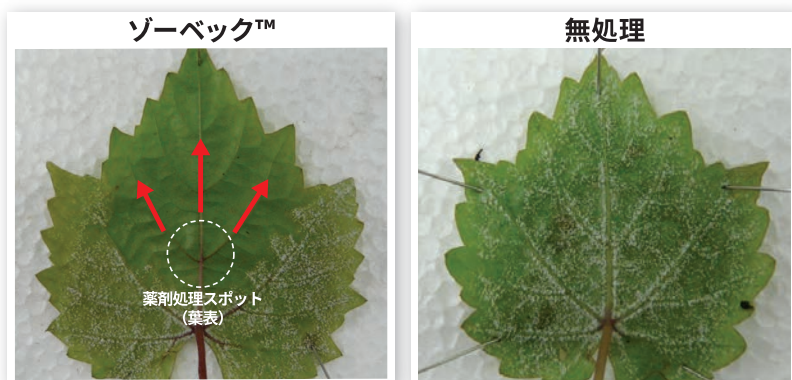 ゾーベック™
無処理
薬剤処理スポット
（葉表）